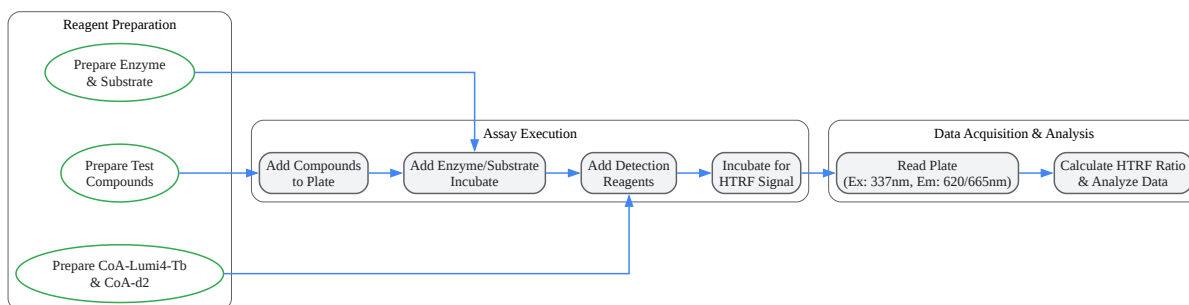 Reagent Preparation
Prepare Enzyme
& Substrate
Prepare Test
Compounds
Prepare CoA-Lumi4-Tb
& CoA-d2
Assay Execution
Add Compounds
to Plate
Add Enzyme/Substrate
Incubate
Add Detection
Reagents
Incubate for
HTRF Signal
Data Acquisition & Analysis
Read Plate
(Ex: 337nm, Em: 620/665nm)
Calculate HTRF Ratio
& Analyze Data